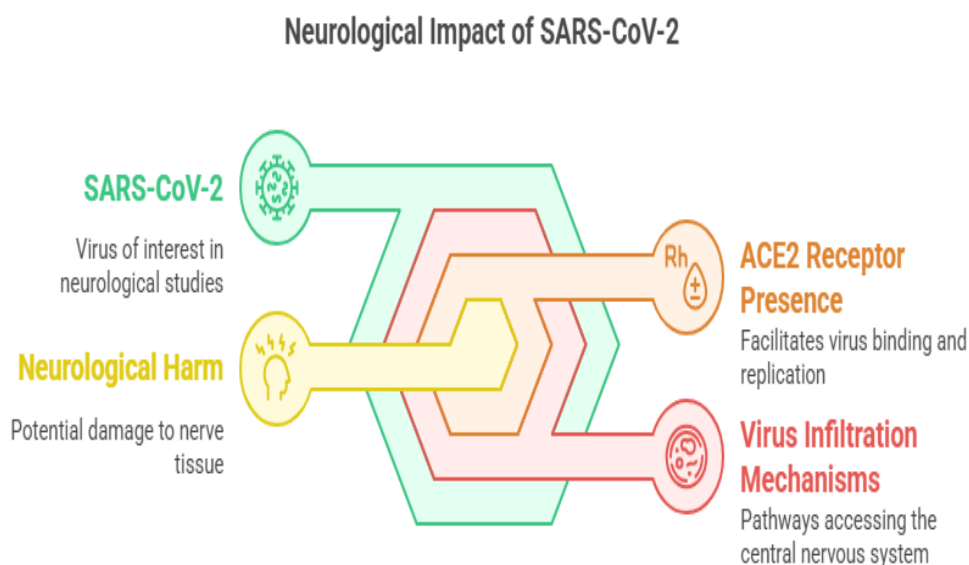 Neurological Impact of SARS-CoV-2
SARS-CoV-2
Virus of interest in
neurological studies
Neurological Harm
Potential damage to nerve
tissue
Rh
ACE2 Receptor
Presence
Facilitates virus binding and
replication
Virus Infiltration
Mechanisms
Pathways accessing the
central nervous system